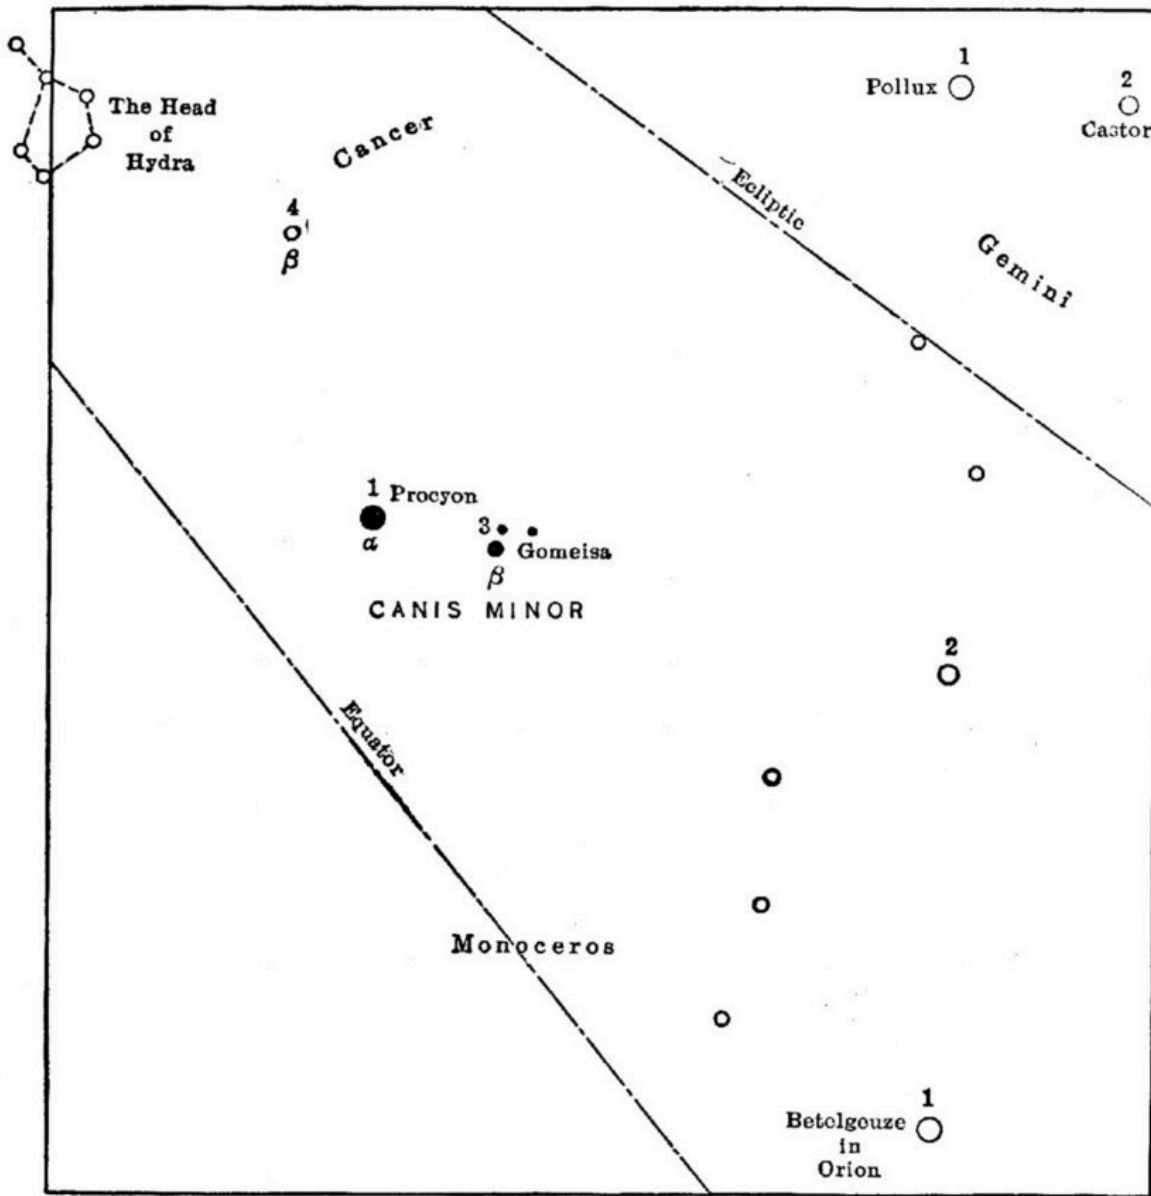 1
Pollux
2
Castor
The Head
of
Hydra
Cancer
Ecliptic
4
β
Gemini
1 Procyon
α
3
Gomeisa
β
CANIS MINOR
2
Equator
Monoceros
1
Betelgouze
in
Orion